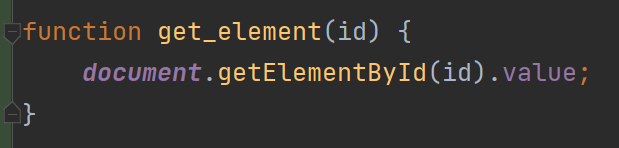 function get_element(id) {
    document.getElementById(id).value;
}